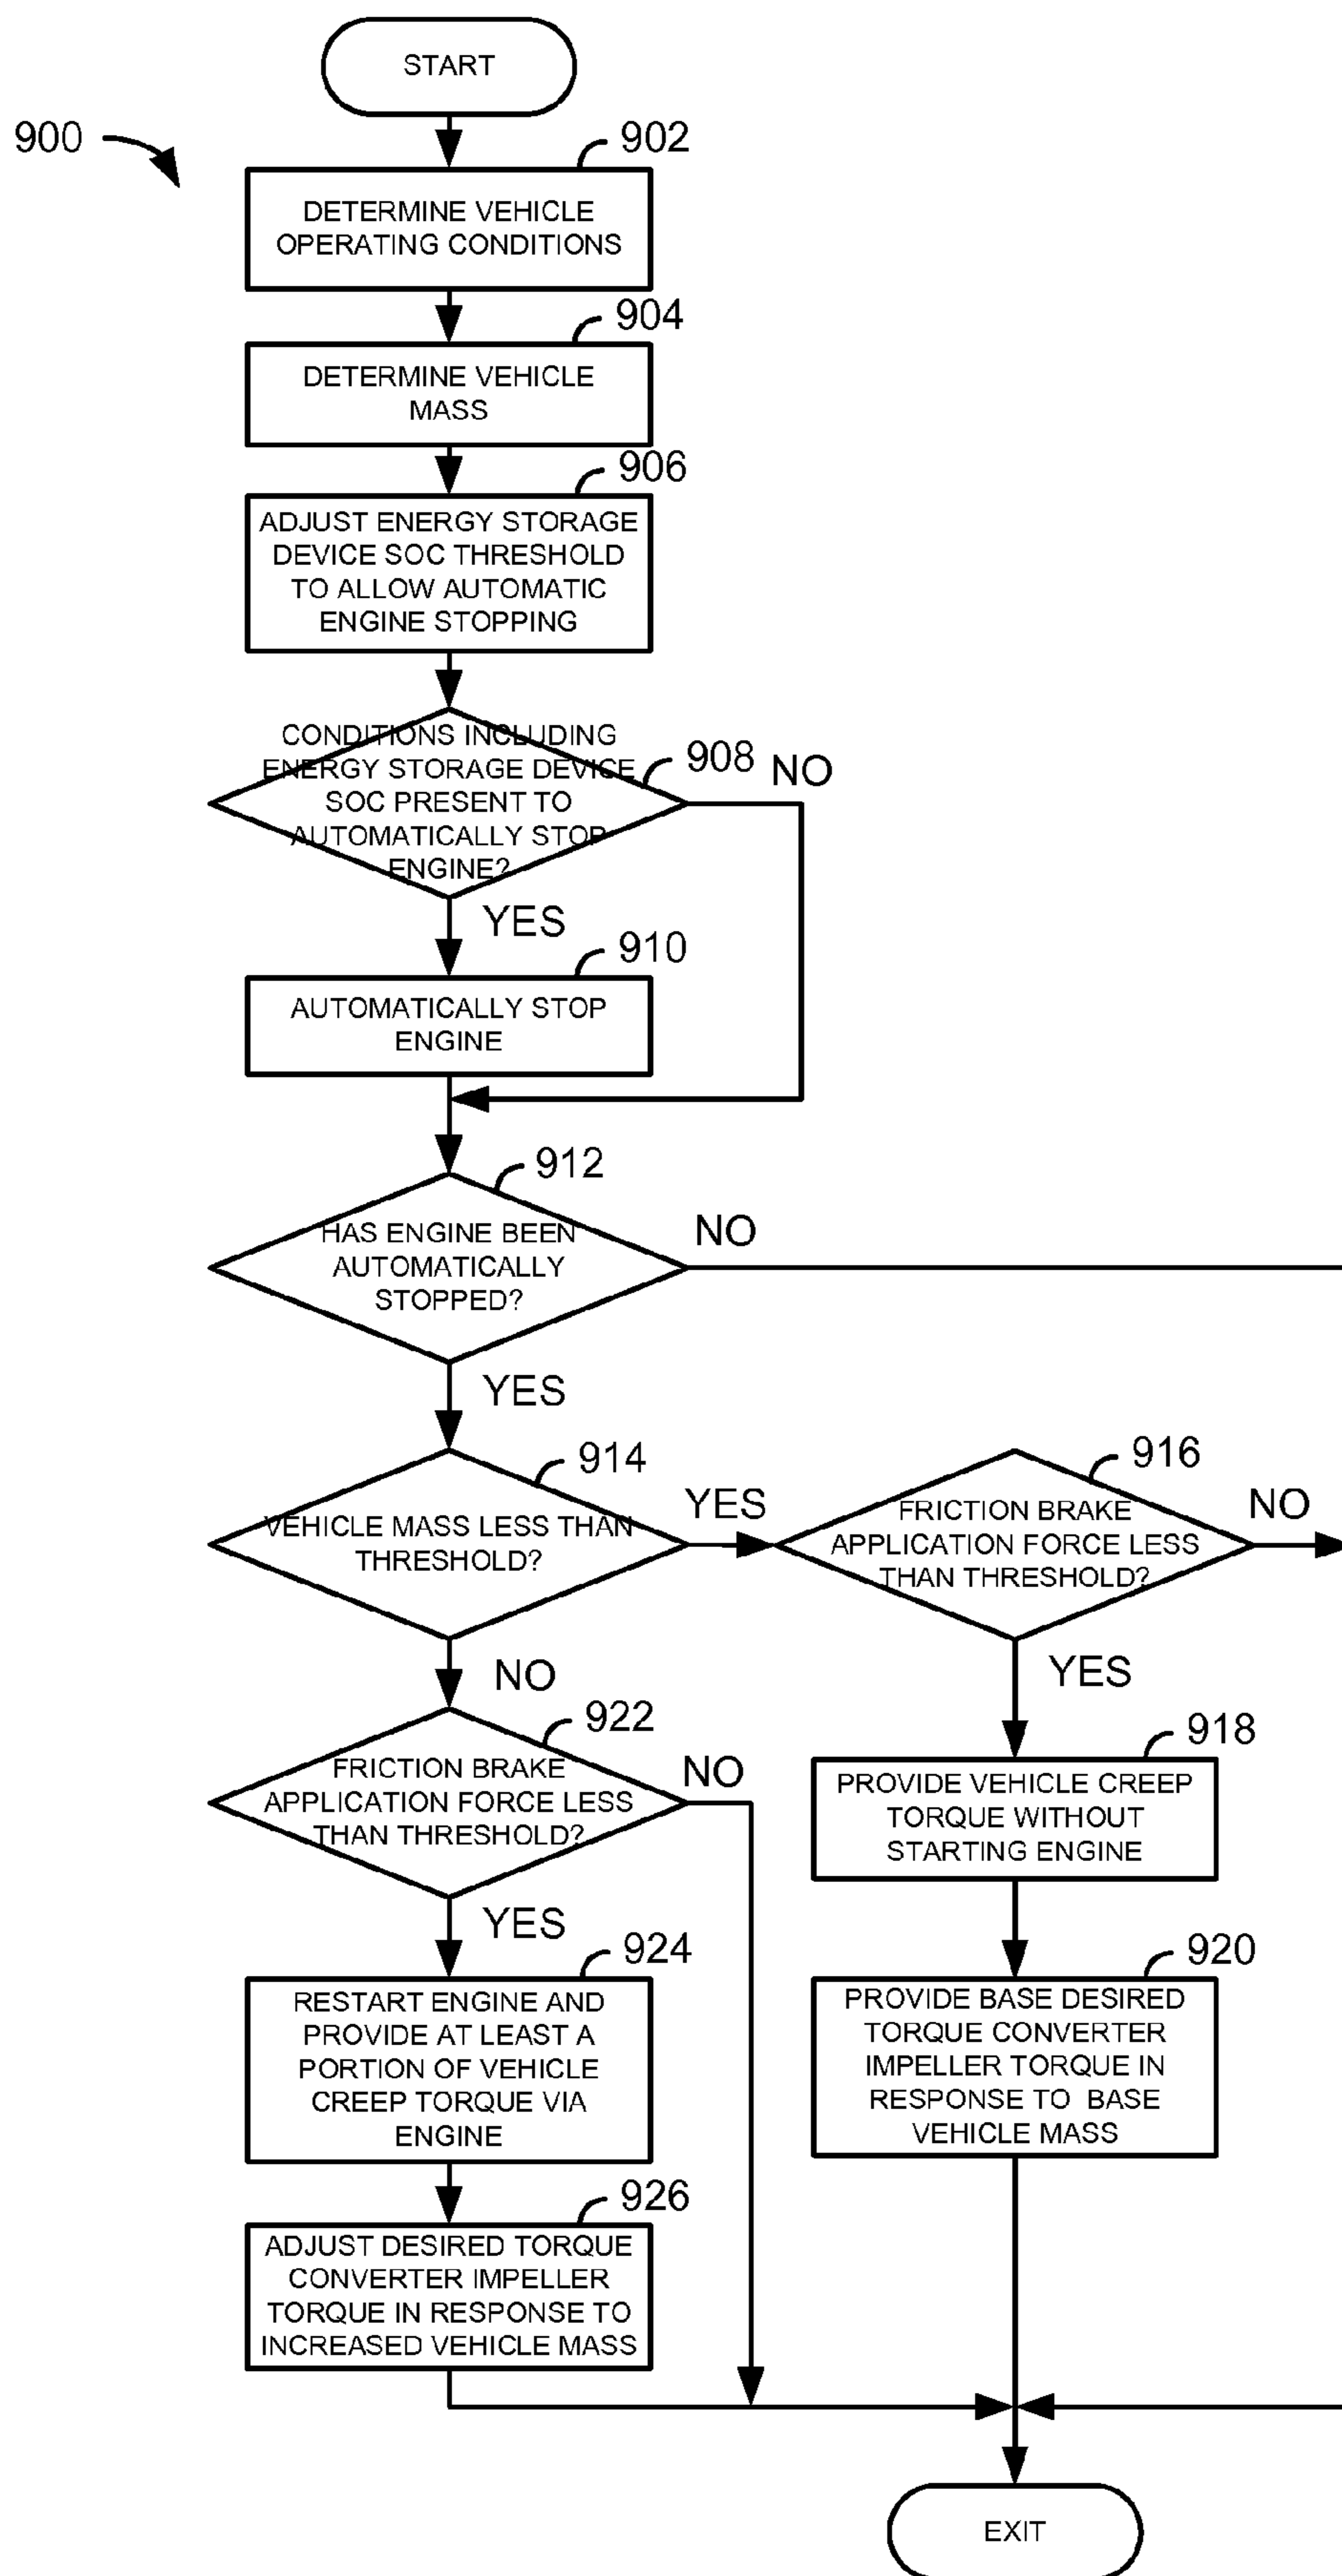 START
900
902
DETERMINE VEHICLE
OPERATING CONDITIONS
904
DETERMINE VEHICLE
MASS
906
ADJUST ENERGY STORAGE
DEVICE SOC THRESHOLD
TO ALLOW AUTOMATIC
ENGINE STOPPING
CONDITIONS INCLUDING
ENERGY STORAGE DEVICE
SOC PRESENT TO
AUTOMATICALLY STOP
ENGINE?
908
NO
YES
910
AUTOMATICALLY STOP
ENGINE
912
HAS ENGINE BEEN
AUTOMATICALLY
STOPPED?
NO
YES
914
VEHICLE MASS LESS THAN
THRESHOLD?
YES
916
FRICTION BRAKE
APPLICATION FORCE LESS
THAN THRESHOLD?
NO
NO
YES
922
FRICTION BRAKE
APPLICATION FORCE LESS
THAN THRESHOLD?
NO
918
PROVIDE VEHICLE CREEP
TORQUE WITHOUT
STARTING ENGINE
YES
924
RESTART ENGINE AND
PROVIDE AT LEAST A
PORTION OF VEHICLE
CREEP TORQUE VIA
ENGINE
920
PROVIDE BASE DESIRED
TORQUE CONVERTER
IMPELLER TORQUE IN
RESPONSE TO BASE
VEHICLE MASS
926
ADJUST DESIRED TORQUE
CONVERTER IMPELLER
TORQUE IN RESPONSE TO
INCREASED VEHICLE MASS
EXIT